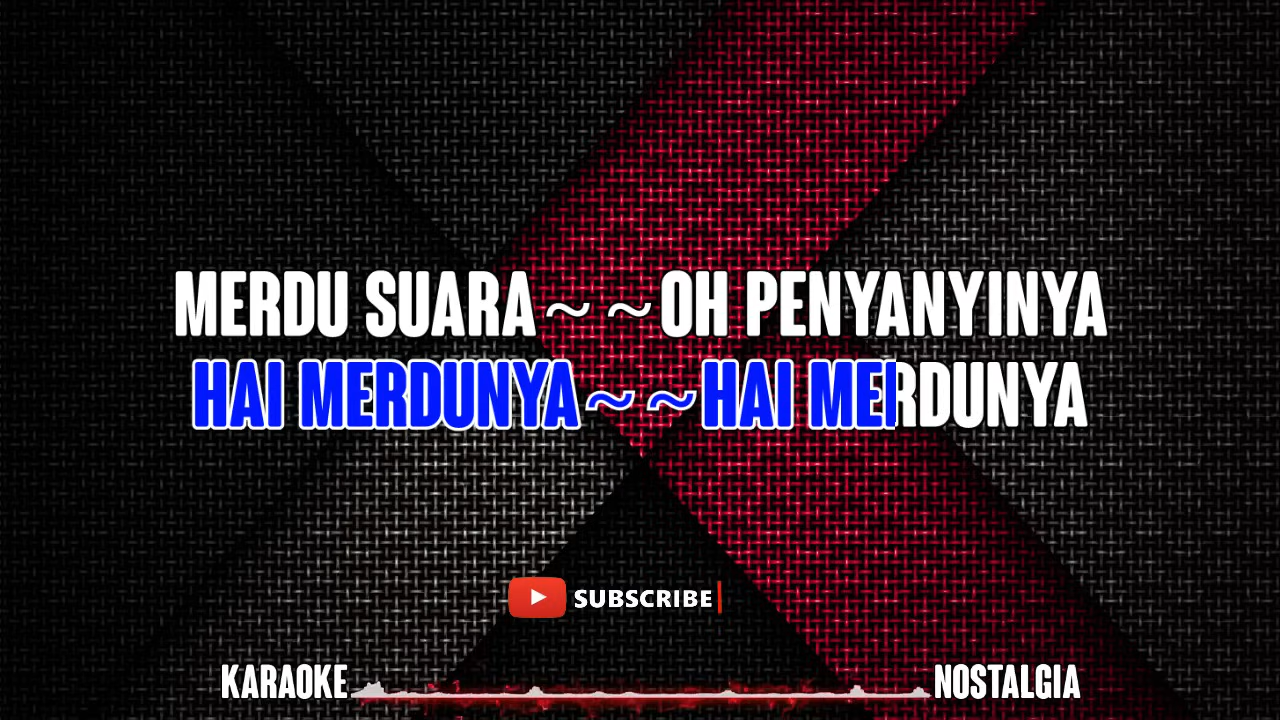 MERDU SUARA~ ~OH PENYANYINYA
HAI MERDUNYA~ ~HAI MERDUNYA
SUBSCRIBE
KARAOKE
NOSTALGIA